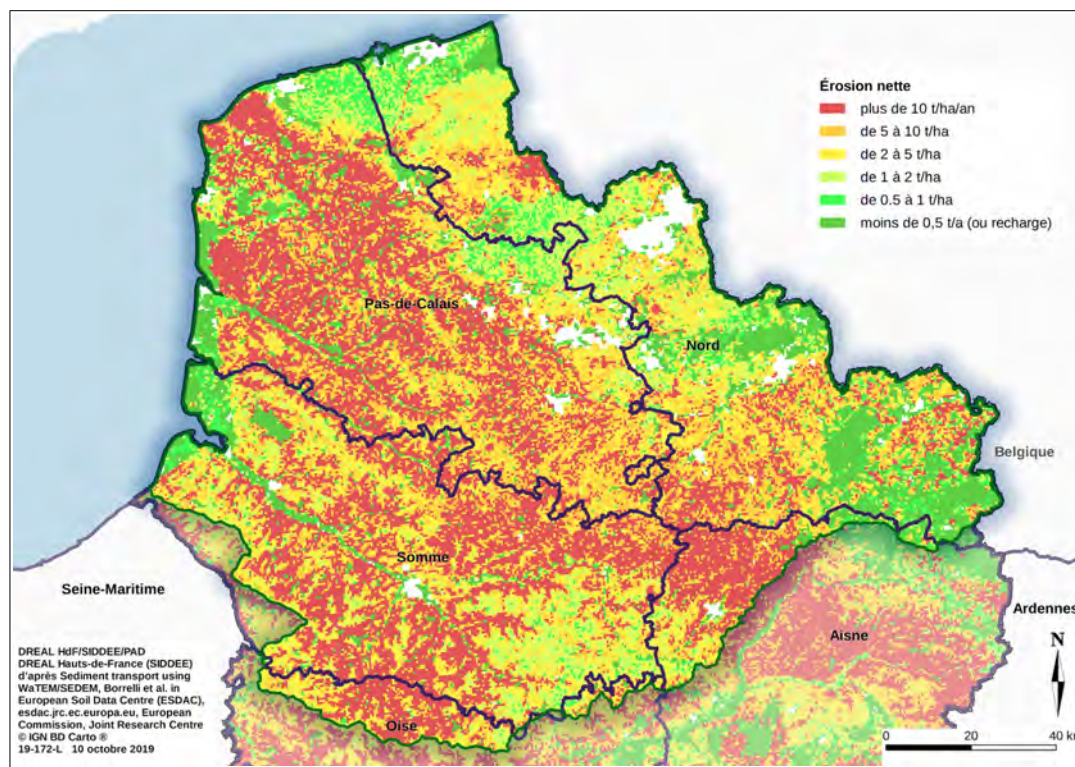 Érosion nette
plus de 10 t/ha/an
de 5 à 10 t/ha
de 2 à 5 t/ha
de 1 à 2 t/ha
de 0.5 à 1 t/ha
moins de 0,5 t/a (ou recharge)
Pas-de-Calais
Nord
Belgique
Somme
Seine-Maritime
Ardennes
Aisne
N
Oise
DREAL HdF/SIDDEE/PAD
DREAL Hauts-de-France (SIDDEE)
d'après Sediment transport using
WaTEM/SEDEM, Borrelli et al. in
European Soil Data Centre (ESDAC),
esdac.jrc.ec.europa.eu, European
Commission, Joint Research Centre
© IGN BD Carto ®
19-172-L 10 octobre 2019
0 20 40 km